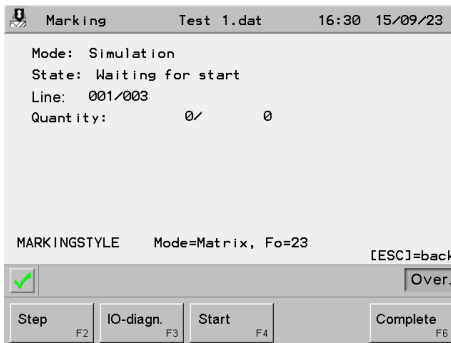 Marking Test 1.dat 16:30 15/09/23
Mode: Simulation
State: Waiting for start
Line: 001/003
Quantity: 0/ 0
MARKINGSTYLE Mode=Matrix, Fo=23
[ESC]=back
Over.
Step F2 IO-diagn. F3 Start F4 Complete F6